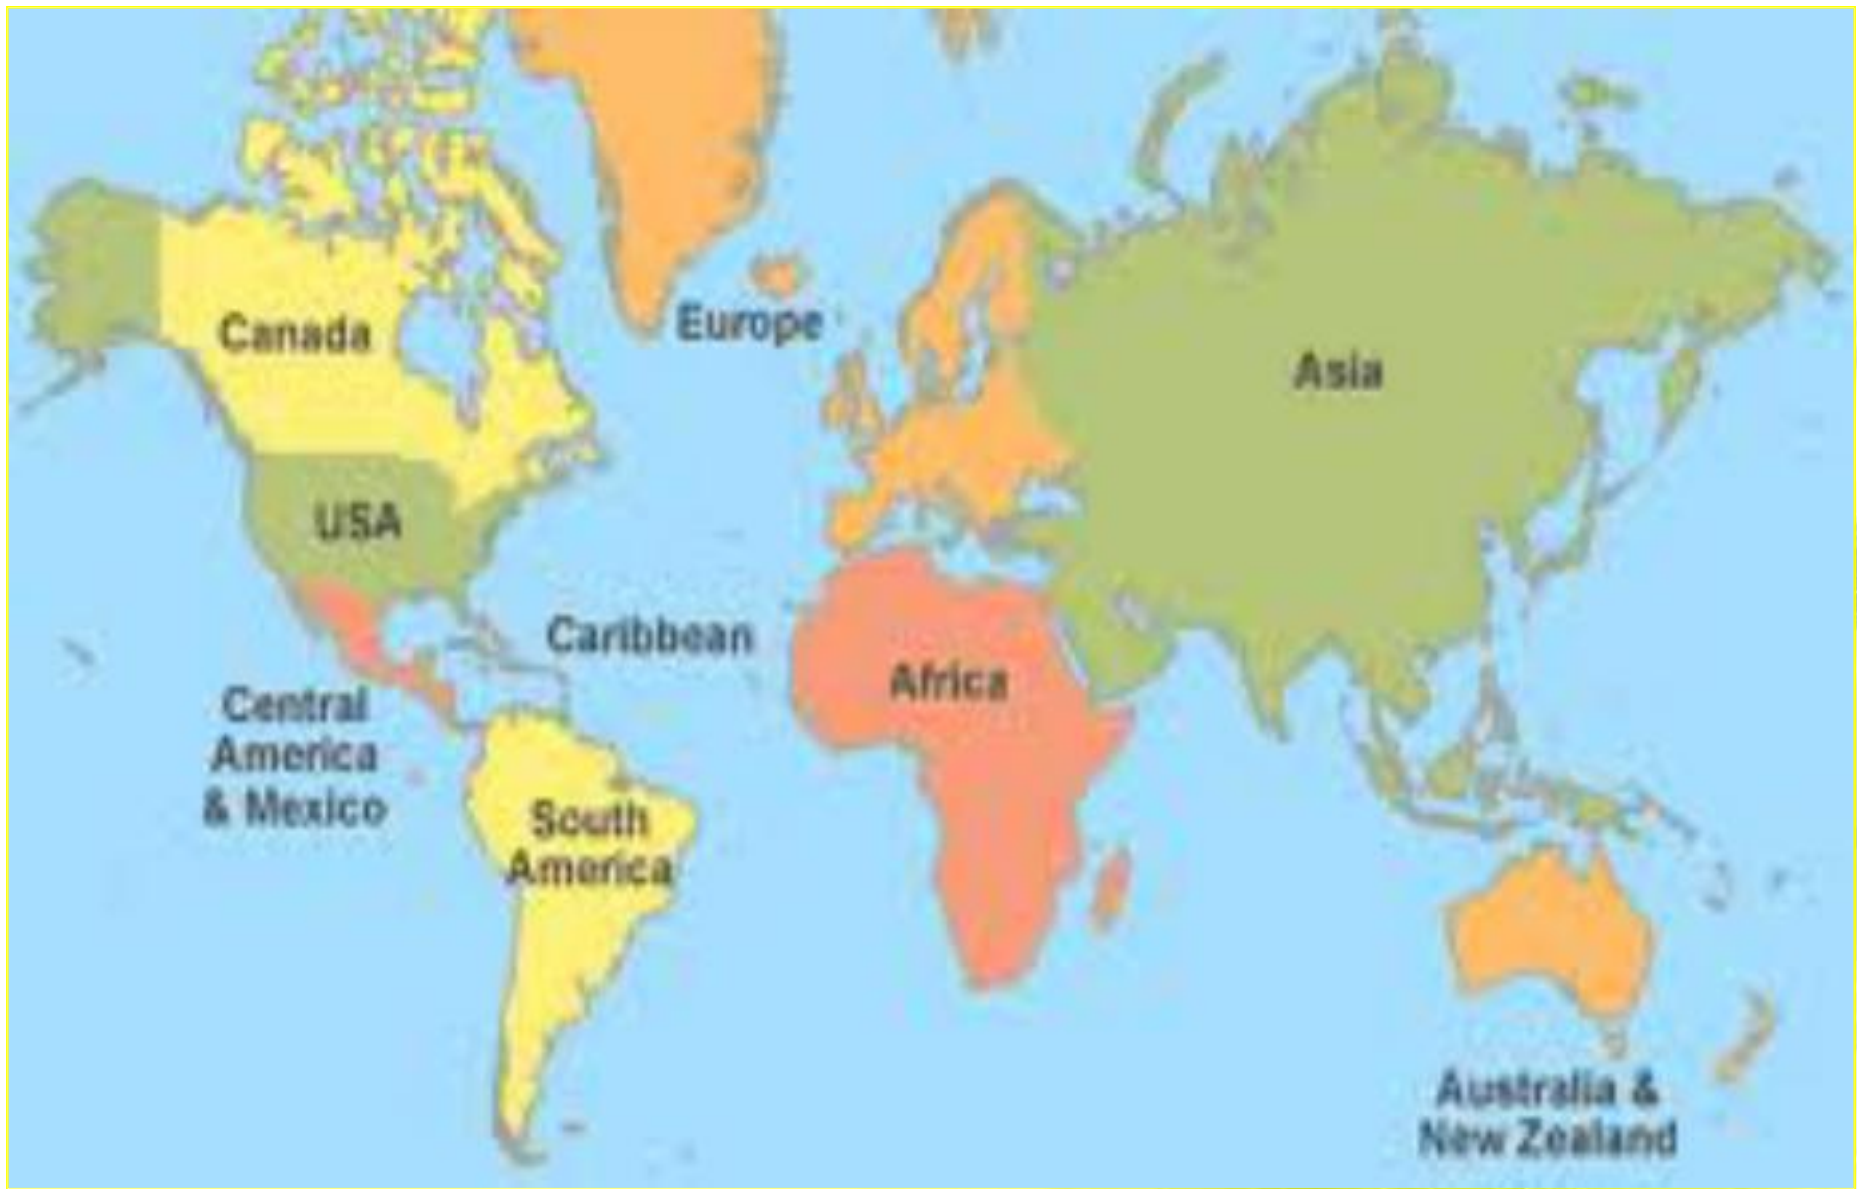 Canada
Europe
Asia
USA
Caribbean
Africa
Central
America
& Mexico
South
America
Australia &
New Zealand